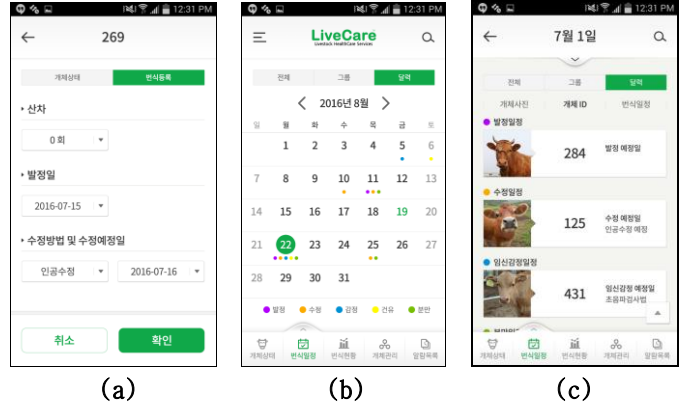 12:31 PM
269
개체상태 번식등록
산차
0 회
발정일
2016-07-15
수정방법 및 수정예정일
인공수정 2016-07-16
취소 확인
(a)
12:31 PM
LiveCare
Livestock HealthCare Services
전체 그룹 달력
2016년 8월
일 월 화 수 목 금 토
1 2 3 4 5 6
7 8 9 10 11 12 13
14 15 16 17 18 19 20
21 22 23 24 25 26 27
28 29 30 31
발정 수정 감정 건유 분만
개체상태 번식일정 번식현황 개체관리 알람목록
(b)
12:31 PM
7월 1일
전체 그룹 달력
개체사진 개체 ID 번식일정
발정일정
284
발정 예정일
수정일정
125
수정 예정일
인공수정 예정
임신감정일정
431
임신감정 예정일
초음파검사법
분만일정
개체상태 번식일정 번식현황 개체관리 알람목록
(c)